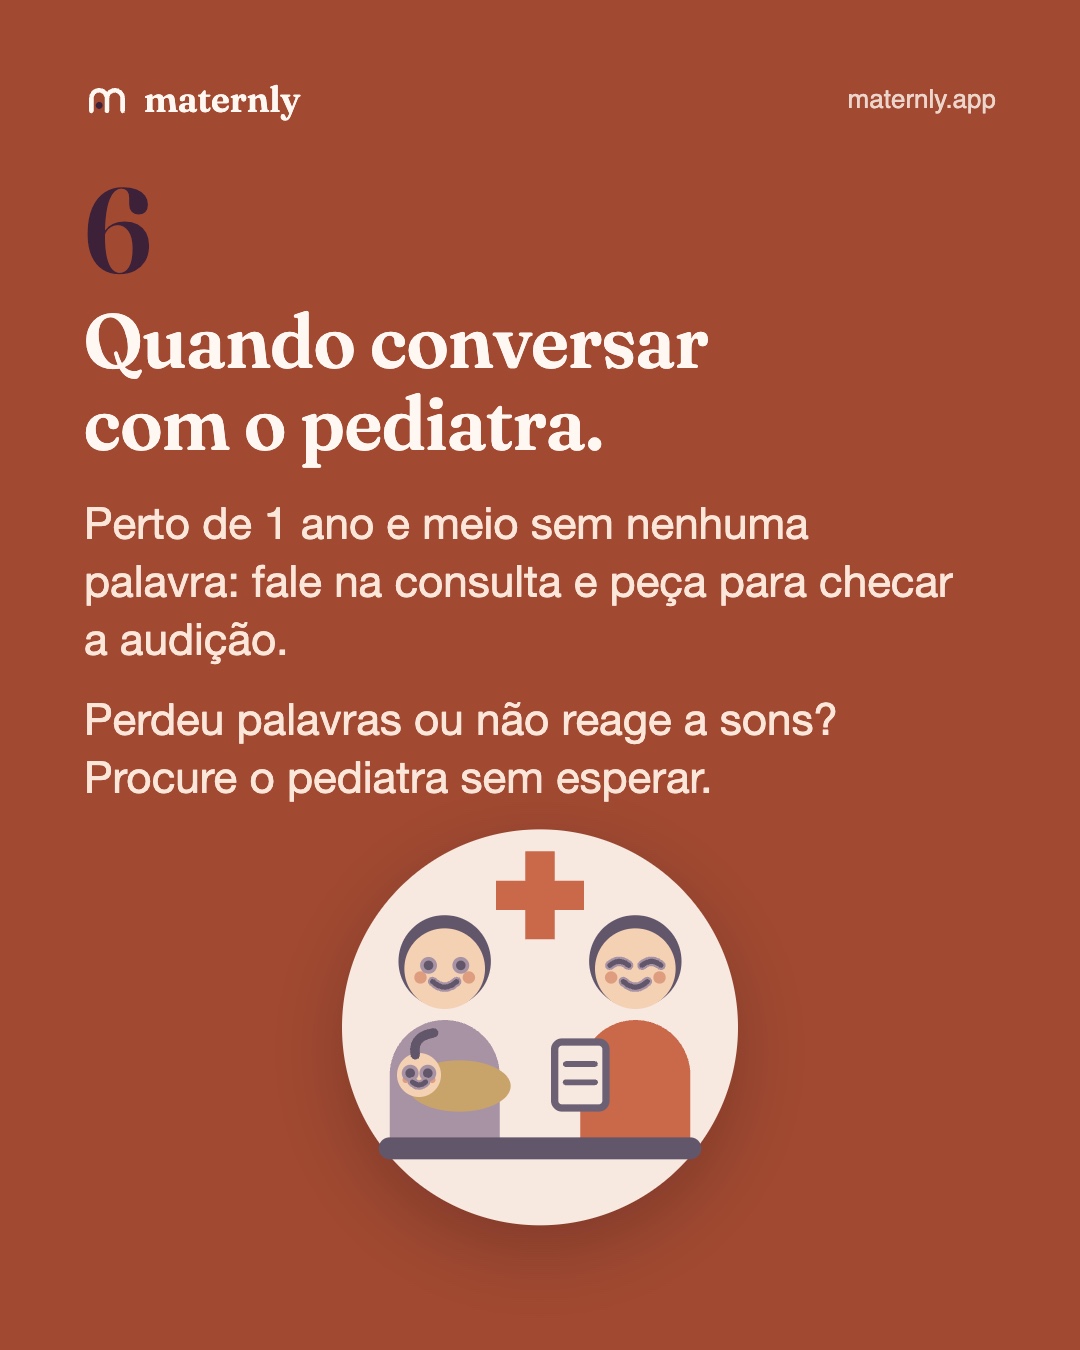 maternly
maternly.app
6
Quando conversar
com o pediatra.
Perto de 1 ano e meio sem nenhuma
palavra: fale na consulta e peça para checar
a audição.
Perdeu palavras ou não reage a sons?
Procure o pediatra sem esperar.